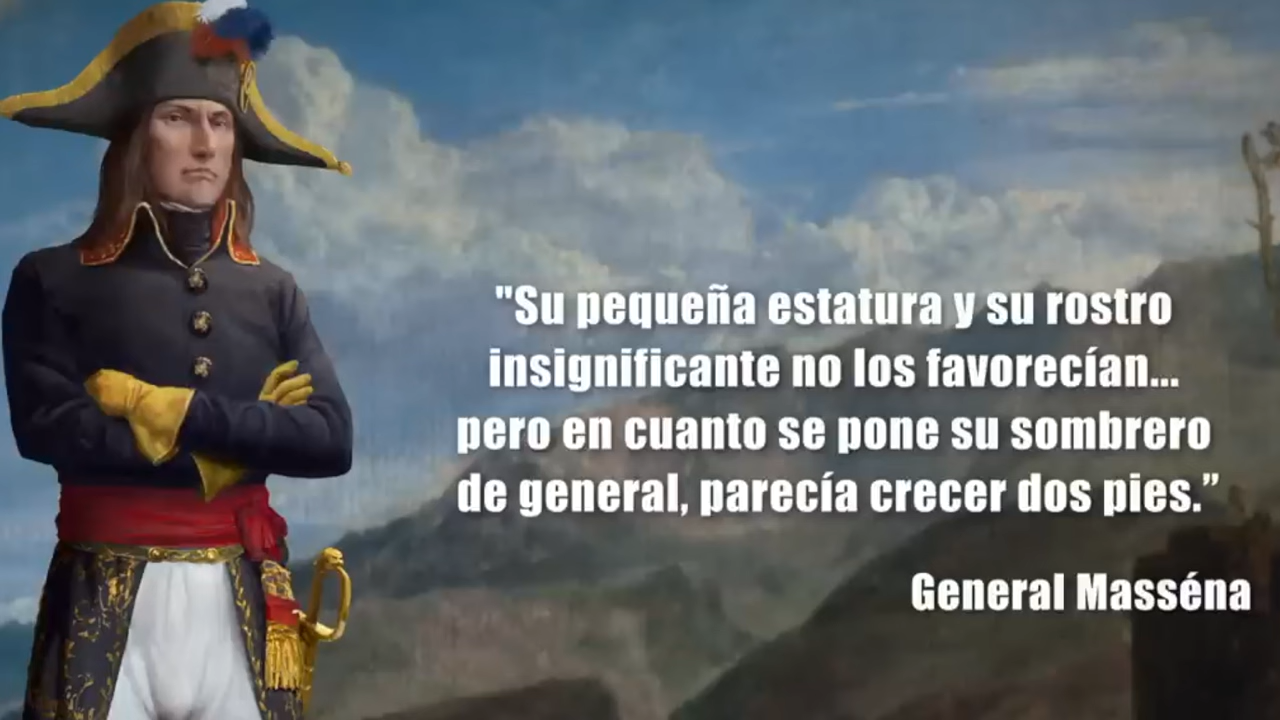 "Su pequeña estatura y su rostro
insignificante no los favorecían...
pero en cuanto se pone su sombrero
de general, parecía crecer dos pies.”
General Masséna